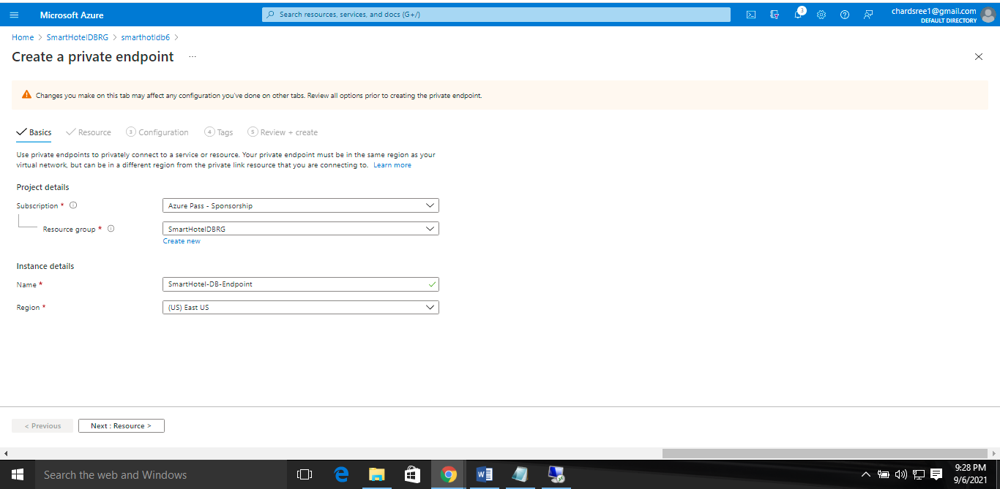 Microsoft Azure
Search resources, services, and docs (G+/)
3
chardsree1@gmail.com
DEFAULT DIRECTORY
Home > SmartHotelDBRG > smarthotldb6 >
Create a private endpoint ...
Changes you make on this tab may affect any configuration you've done on other tabs. Review all options prior to creating the private endpoint.
Basics Resource 3 Configuration 4 Tags 5 Review + create
Use private endpoints to privately connect to a service or resource. Your private endpoint must be in the same region as your
virtual network, but can be in a different region from the private link resource that you are connecting to. Learn more
Project details
Subscription * Azure Pass - Sponsorship
Resource group * SmartHotelDBRG
Create new
Instance details
Name * SmartHotel-DB-Endpoint
Region * (US) East US
< Previous Next : Resource >
Search the web and Windows
9:28 PM
9/6/2021